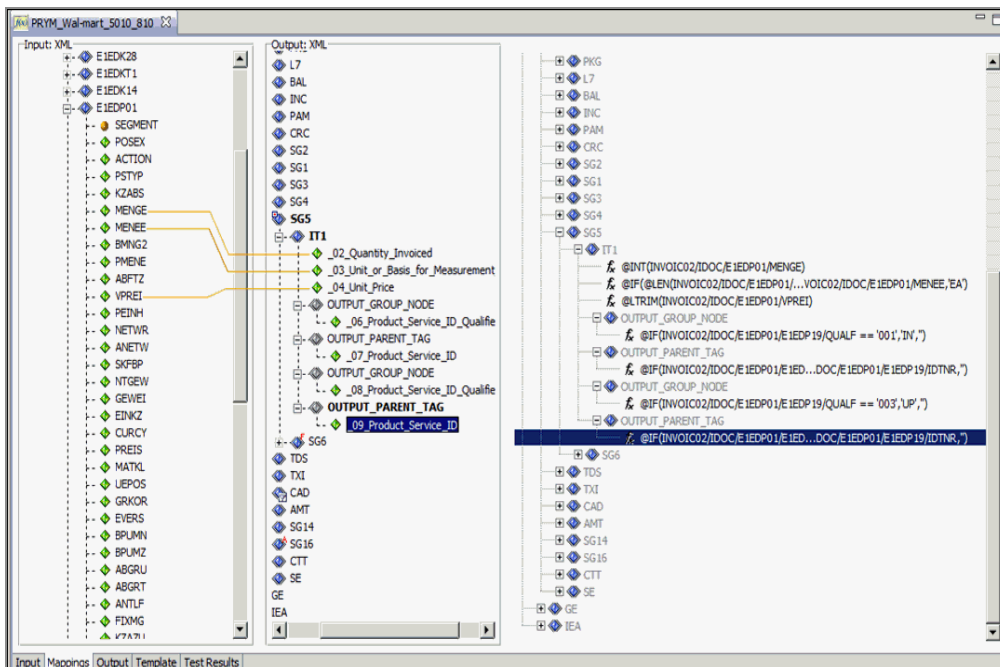 PRYM_Wal-mart_5010_810
Input: XML
E1EDK28
E1EDKT1
E1EDK14
E1EDP01
SEGMENT
POSEX
ACTION
PSTYP
KZABS
MENGE
MENEE
BMNG2
PMENE
ABFTZ
VPREI
PEINH
NETWR
ANETW
SKFBP
NTGEW
GEWEI
EINKZ
CURCY
PREIS
MATKL
UEPOS
GRKOR
EVERS
BPUMN
BPUMZ
ABGRU
ABGRT
ANTLF
FIXMG
KZAZU
Output: XML
L7
BAL
INC
PAM
CRC
SG2
SG1
SG3
SG4
SG5
IT1
_02_Quantity_Invoiced
_03_Unit_or_Basis_for_Measurement
_04_Unit_Price
OUTPUT_GROUP_NODE
_06_Product_Service_ID_Qualifie
OUTPUT_PARENT_TAG
_07_Product_Service_ID
OUTPUT_GROUP_NODE
_08_Product_Service_ID_Qualifie
OUTPUT_PARENT_TAG
_09_Product_Service_ID
SG6
TDS
TXI
CAD
AMT
SG14
SG16
CTT
SE
GE
IEA
PKG
L7
BAL
INC
PAM
CRC
SG2
SG1
SG3
SG4
SG5
IT1
@INT(INVOIC02/IDOC/E1EDP01/MENGE)
@IF(@LEN(INVOIC02/IDOC/E1EDP01/...VOIC02/IDOC/E1EDP01/MENEE,'EA')
@LTRIM(INVOIC02/IDOC/E1EDP01/VPREI)
OUTPUT_GROUP_NODE
@IF(INVOIC02/IDOC/E1EDP01/E1EDP19/QUALF == '001','IN','')
OUTPUT_PARENT_TAG
@IF(INVOIC02/IDOC/E1EDP01/E1ED...DOC/E1EDP01/E1EDP19/IDTNR,'')
OUTPUT_GROUP_NODE
@IF(INVOIC02/IDOC/E1EDP01/E1EDP19/QUALF == '003','UP','')
OUTPUT_PARENT_TAG
@IF(INVOIC02/IDOC/E1EDP01/E1ED...DOC/E1EDP01/E1EDP19/IDTNR,'')
SG6
TDS
TXI
CAD
AMT
SG14
SG16
CTT
SE
GE
IEA
Input Mappings Output Template Test Results